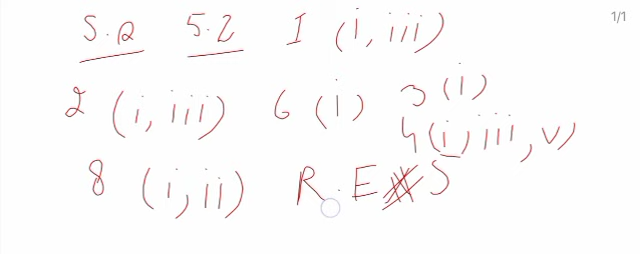 1/1
S.Q 5.2 1 (i, iii)
2 (i, iii) 6 (i) 3 (i)
4 (i, iii, v)
8 (i, ii) R.E S